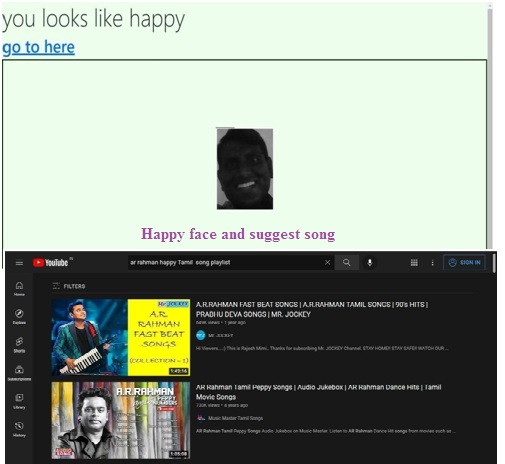 you looks like happy
go to here
Happy face and suggest song
YouTube IN
ar rahman happy Tamil song playlist
SIGN IN
Home
FILTERS
Explore
Shorts
Subscriptions
Library
History
Mr. JOCKEY
A.R.
RAHMAN
FAST BEAT
SONGS
(COLLECTION - 1)
1:43:16
A.R.RAHMAN FAST BEAT SONGS | A.R.RAHMAN TAMIL SONGS | 90'S HITS |
PRABHU DEVA SONGS | MR. JOCKEY
views • 1 year ago
MR. JOCKEY
Hi Viewers....:) This is Rajesh Mimi.. Thanks for subscribing Mr. JOCKEY Channel. STAY HOME!! STAY SAFE!! WATCH OUR ...
A.R.RAHMAN
PEPPY
NUMBERS
1:05:08
AR Rahman Tamil Peppy Songs | Audio Jukebox | AR Rahman Dance Hits | Tamil
Movie Songs
views • 4 years ago
Music Master Tamil Songs
AR Rahman Tamil Peppy Songs Audio Jukebox on Music Master. Listen to AR Rahman Dance Hit songs from movies such as ...